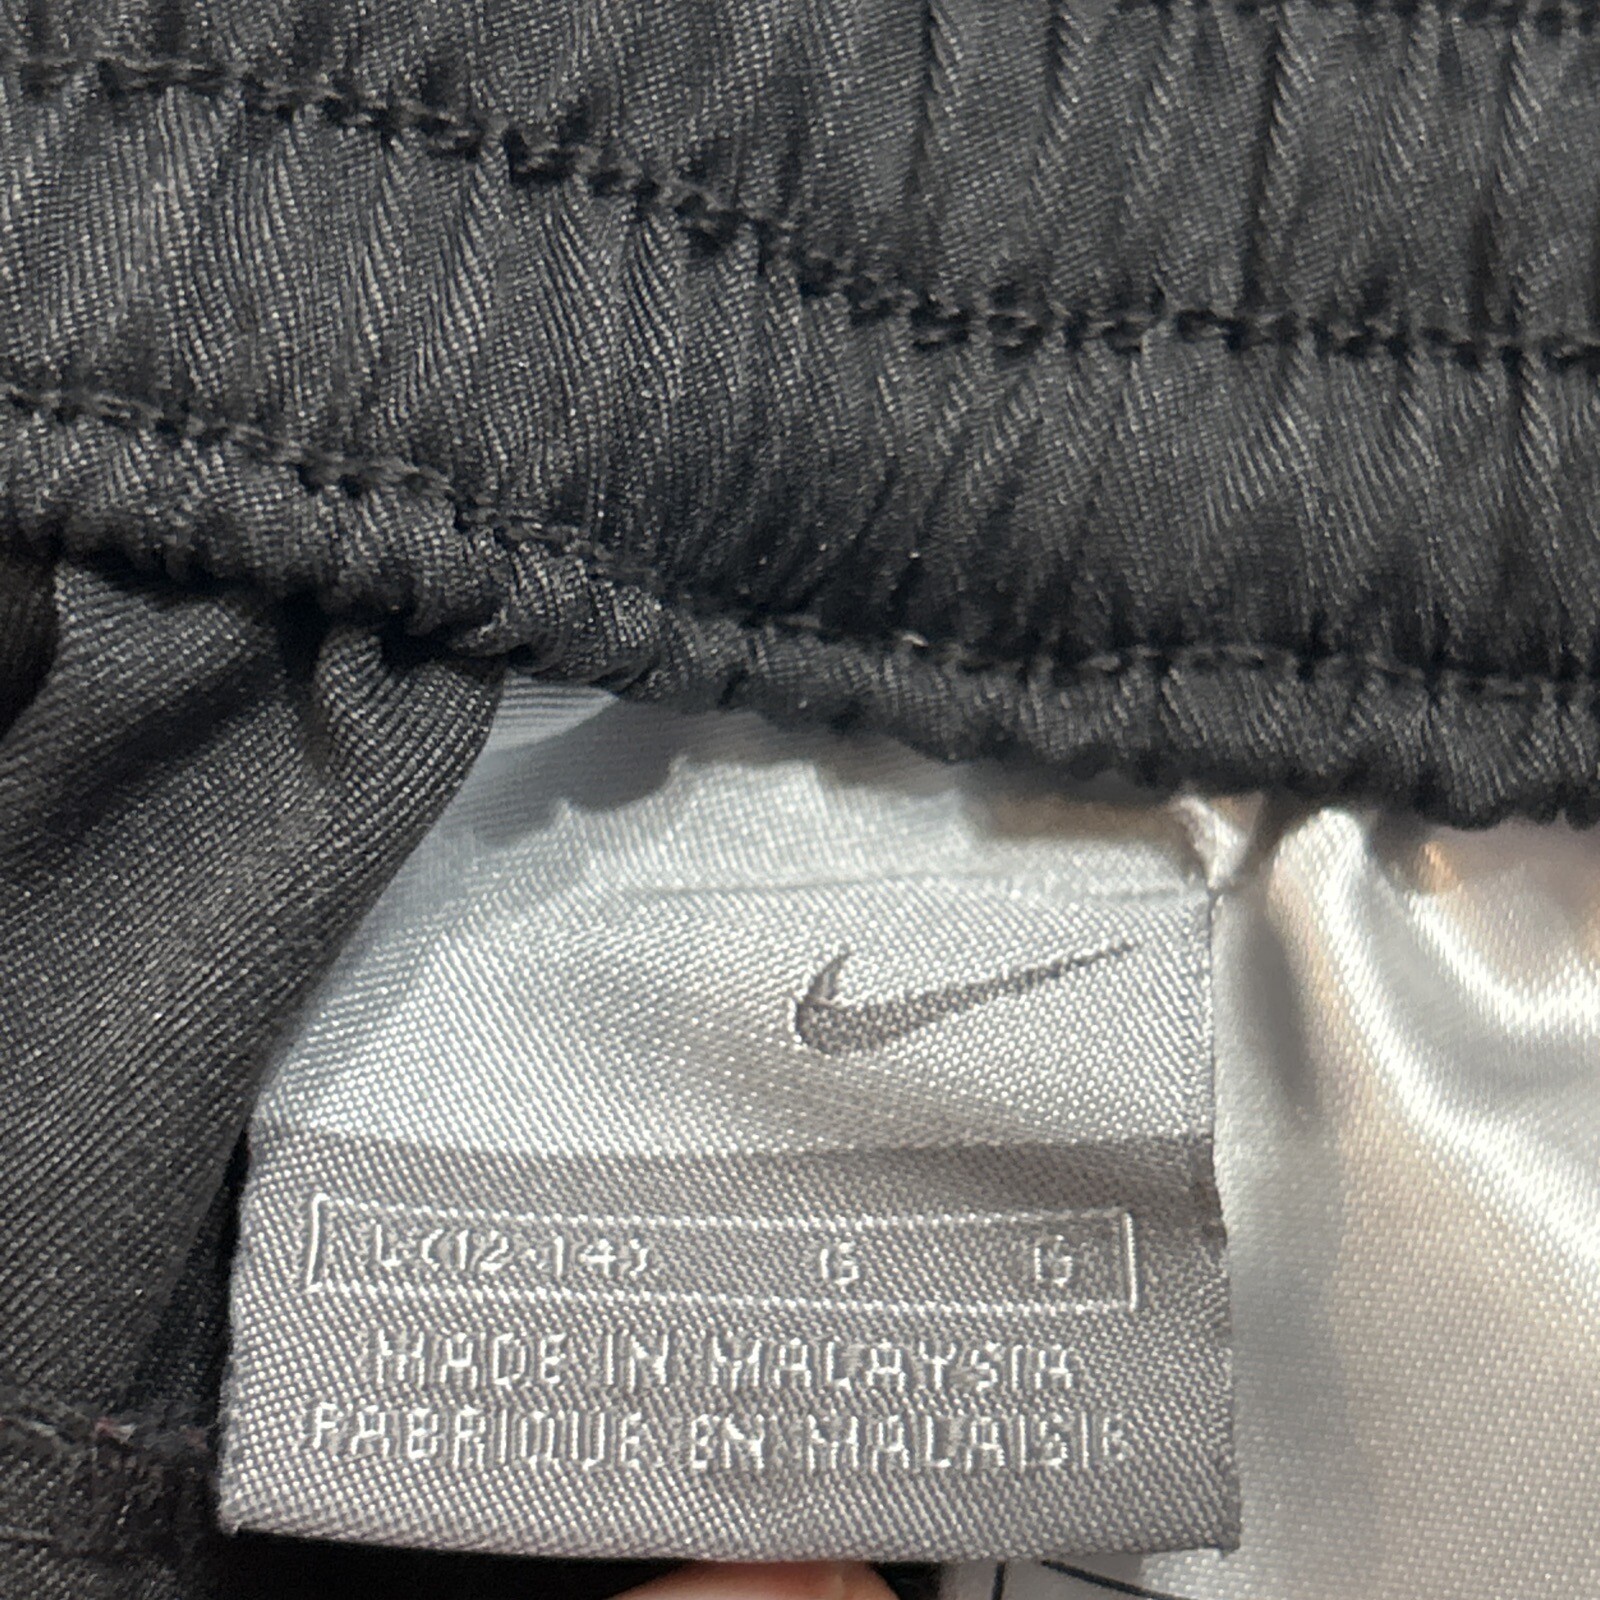 L(12-14) G G
MADE IN MALAYSIA
FABRIQUE EN MALAISIE